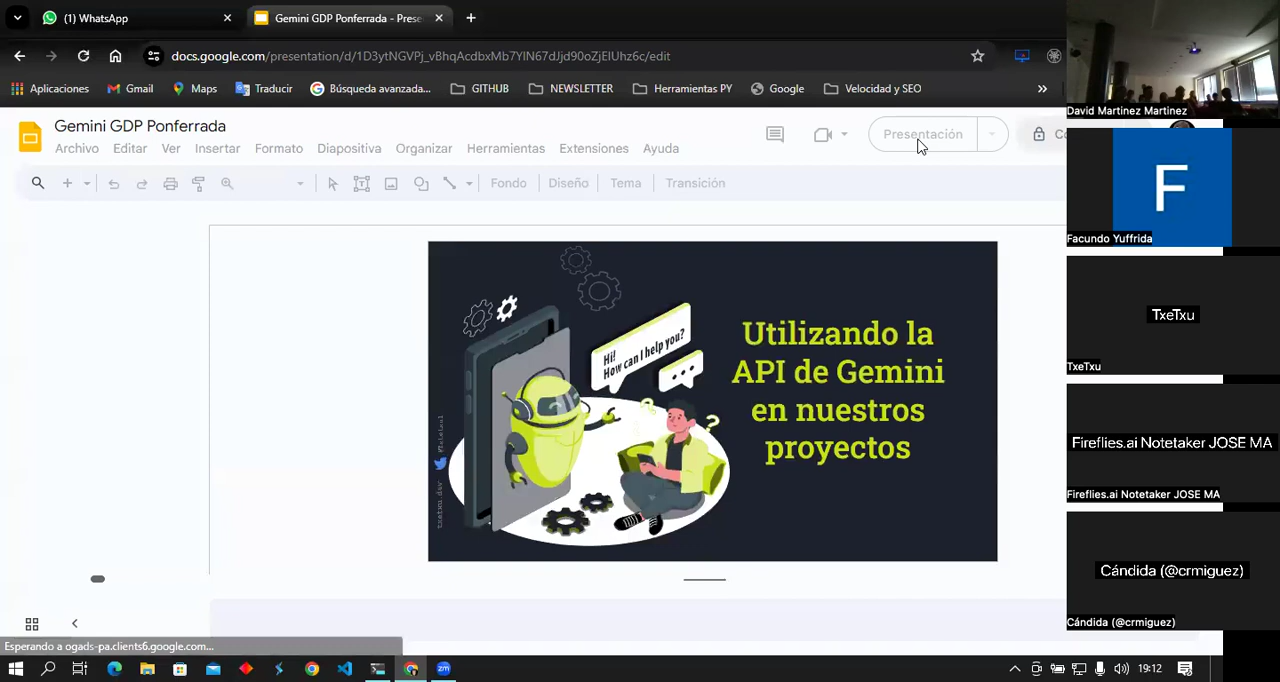 (1) WhatsApp
Gemini GDP Ponferrada - Prese
docs.google.com/presentation/d/1D3ytNGVPj_vBhqAcdbxMb7YlN67dJjd90oZjEIUhz6c/edit
Aplicaciones
Gmail
Maps
Traducir
Búsqueda avanzada...
GITHUB
NEWSLETTER
Herramientas PY
Google
Velocidad y SEO
»
Gemini GDP Ponferrada
Archivo
Editar
Ver
Insertar
Formato
Diapositiva
Organizar
Herramientas
Extensiones
Ayuda
Presentación
Fondo
Diseño
Tema
Transición
Hi!
How can I help you?
Utilizando la
API de Gemini
en nuestros
proyectos
txetxu.dev
David Martinez Martinez
F
Facundo Yuffrida
TxeTxu
TxeTxu
Fireflies.ai Notetaker JOSE MA
Fireflies.ai Notetaker JOSE MA
Cándida (@crmiguez)
Cándida (@crmiguez)
Esperando a ogads-pa.clients6.google.com...
19:12